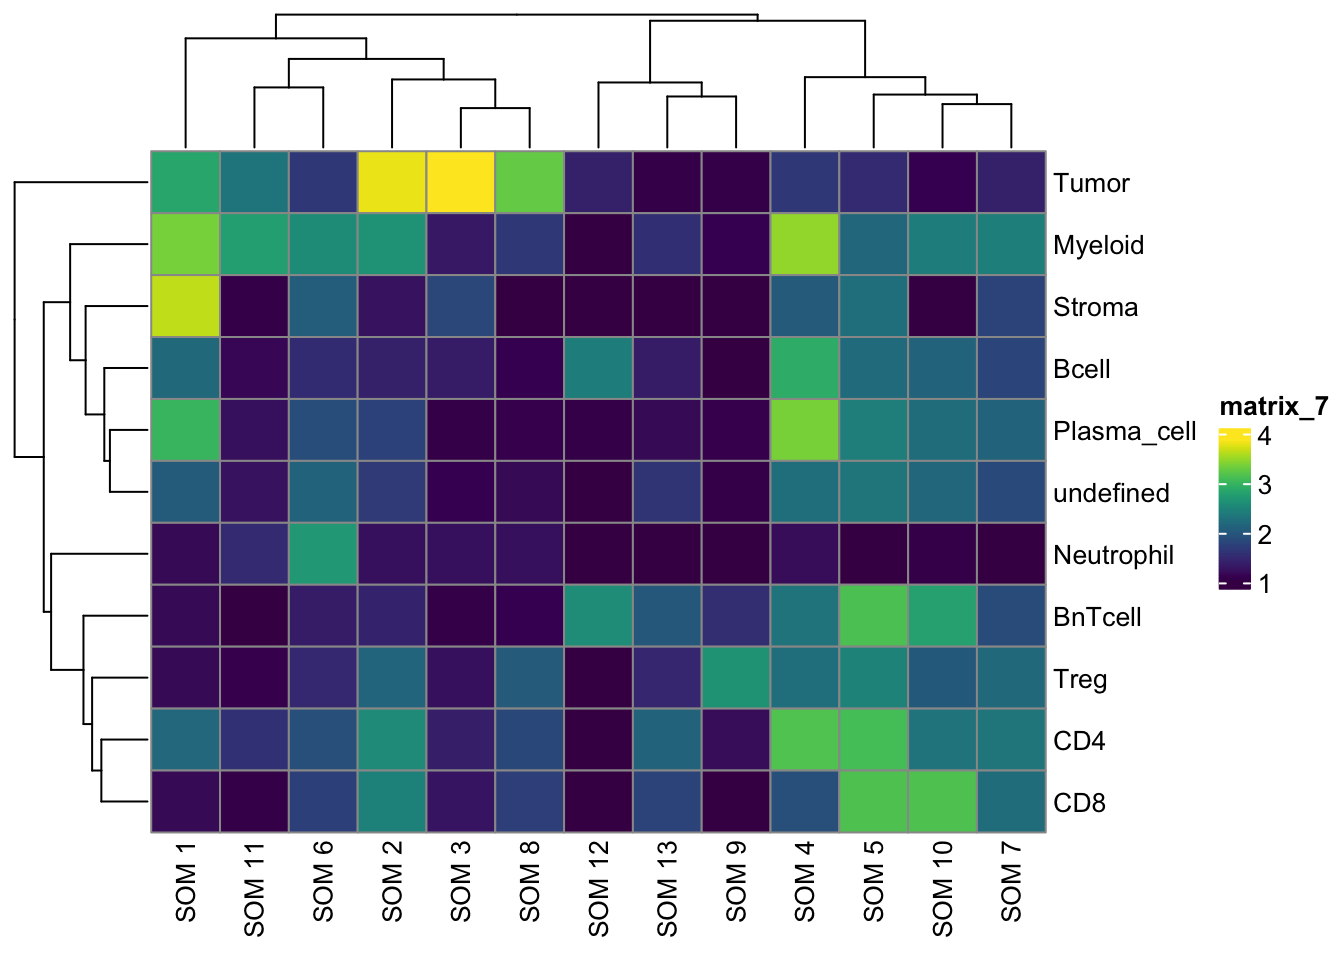 Tumor
Myeloid
Stroma
Bcell
Plasma_cell
undefined
Neutrophil
BnTcell
Treg
CD4
CD8
matrix_7
4
3
2
1
SOM 1
SOM 11
SOM 6
SOM 2
SOM 3
SOM 8
SOM 12
SOM 13
SOM 9
SOM 4
SOM 5
SOM 10
SOM 7